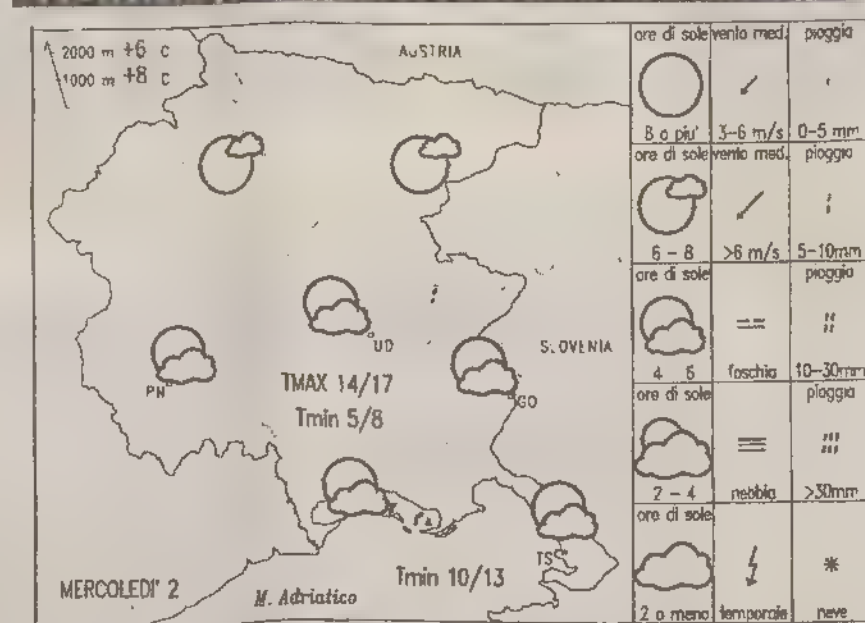 2000 m +6 C
1000 m +8 C
AUSTRIA
UD
SLOVENIA
PN
TMAX 14/17
Tmin 5/8
GO
TS
Tmin 10/13
MERCOLEDI' 2
M. Adriatico
ore di sole vento med. pioggia
8 o piu' 3-6 m/s 0-5 mm
ore di sole vento med. pioggia
6 - 8 >6 m/s 5-10mm
ore di sole pioggia
4 6 foschia 10-30mm
ore di sole pioggia
2 - 4 nebbia >30mm
ore di sole
2 o meno temporale neve